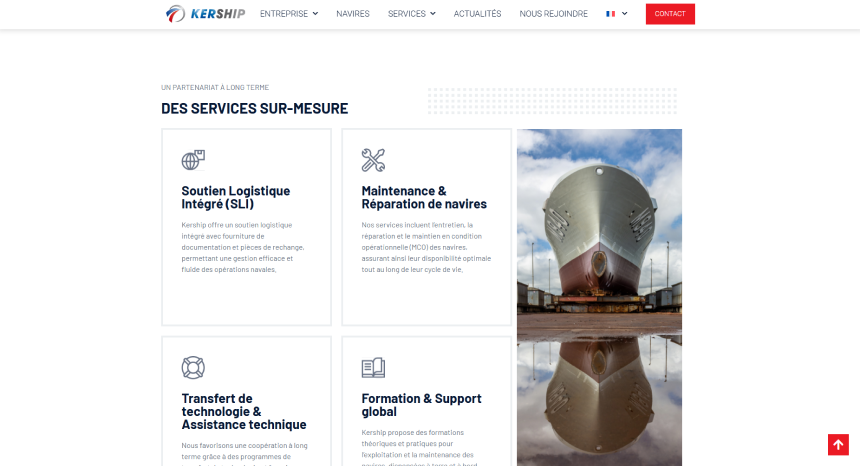 KERSHIP
ENTREPRISE NAVIRES SERVICES ACTUALITÉS NOUS REJOINDRE CONTACT
UN PARTENARIAT À LONG TERME
DES SERVICES SUR-MESURE
Soutien Logistique
Intégré (SLI)
Kership offre un soutien logistique
intégré avec fourniture de
documentation et pièces de rechange,
permettant une gestion efficace et
fluide des opérations navales.
Maintenance &
Réparation de navires
Nos services incluent l'entretien, la
réparation et le maintien en condition
opérationnelle (MCO) des navires,
assurant ainsi leur disponibilité optimale
tout au long de leur cycle de vie.
Transfert de
technologie &
Assistance technique
Nous favorisons une coopération à long
terme grâce à des programmes de
Formation & Support
global
Kership propose des formations
théoriques et pratiques pour
l'exploitation et la maintenance des
navires, dispensées à terre et à bord